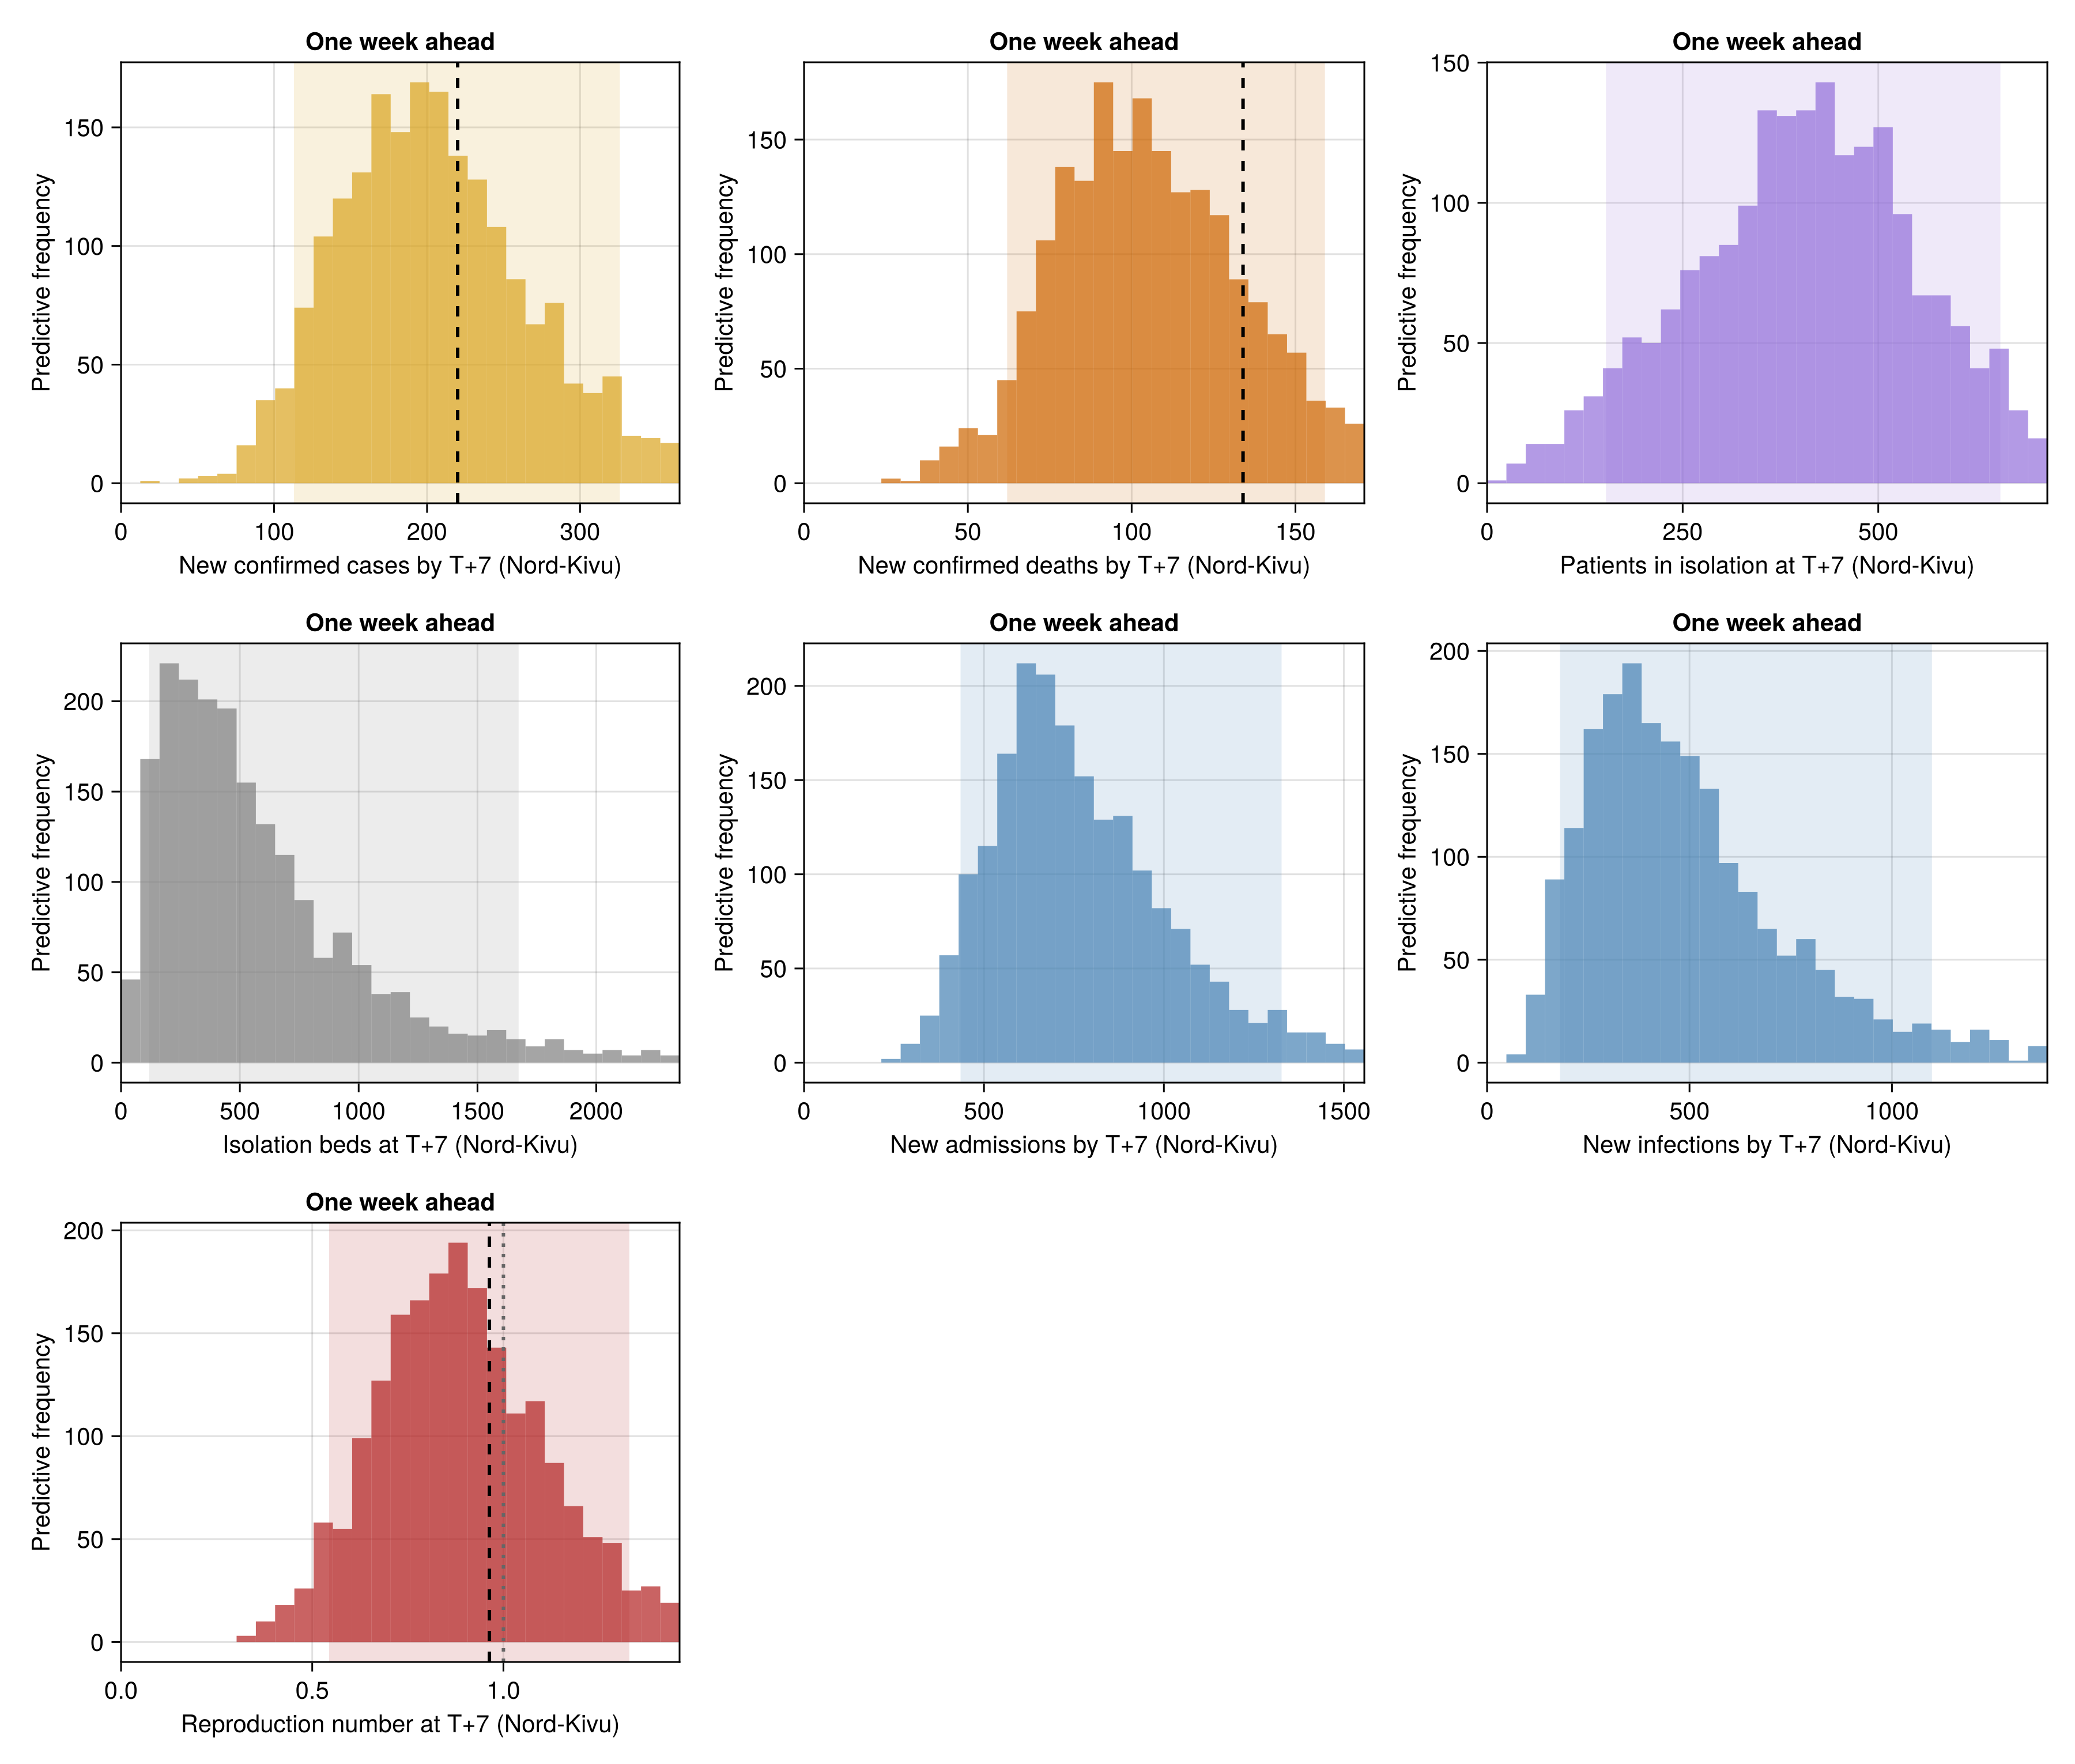 One week ahead
One week ahead
One week ahead
Predictive frequency
150
100
50
0
0
100
200
300
New confirmed cases by T+7 (Nord-Kivu)
Predictive frequency
150
100
50
0
0
50
100
150
New confirmed deaths by T+7 (Nord-Kivu)
Predictive frequency
150
100
50
0
0
250
500
Patients in isolation at T+7 (Nord-Kivu)
One week ahead
One week ahead
One week ahead
Predictive frequency
200
150
100
50
0
0
500
1000
1500
2000
Isolation beds at T+7 (Nord-Kivu)
Predictive frequency
200
150
100
50
0
0
500
1000
1500
New admissions by T+7 (Nord-Kivu)
Predictive frequency
200
150
100
50
0
0
500
1000
New infections by T+7 (Nord-Kivu)
One week ahead
Predictive frequency
200
150
100
50
0
0.0
0.5
1.0
Reproduction number at T+7 (Nord-Kivu)